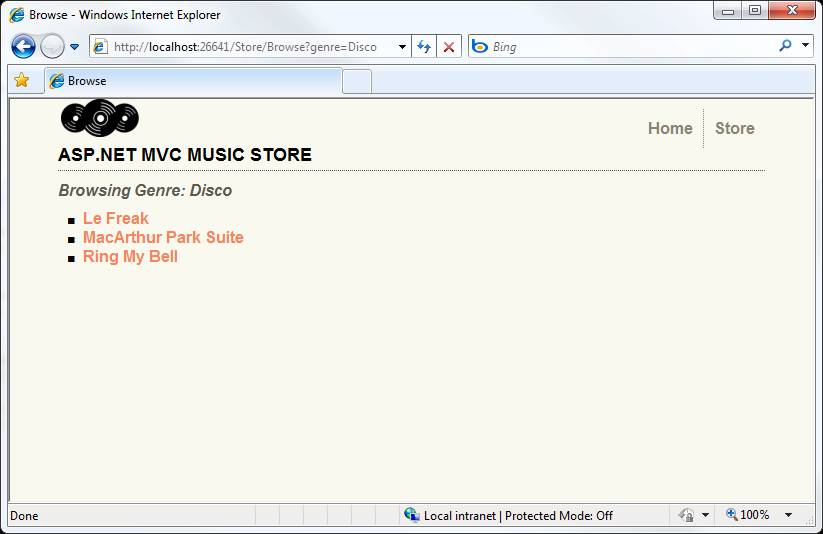 Browse - Windows Internet Explorer
http://localhost:26641/Store/Browse?genre=Disco
Bing
Browse
Home
Store
ASP.NET MVC MUSIC STORE
Browsing Genre: Disco
Le Freak
MacArthur Park Suite
Ring My Bell
Done
Local intranet | Protected Mode: Off
100%